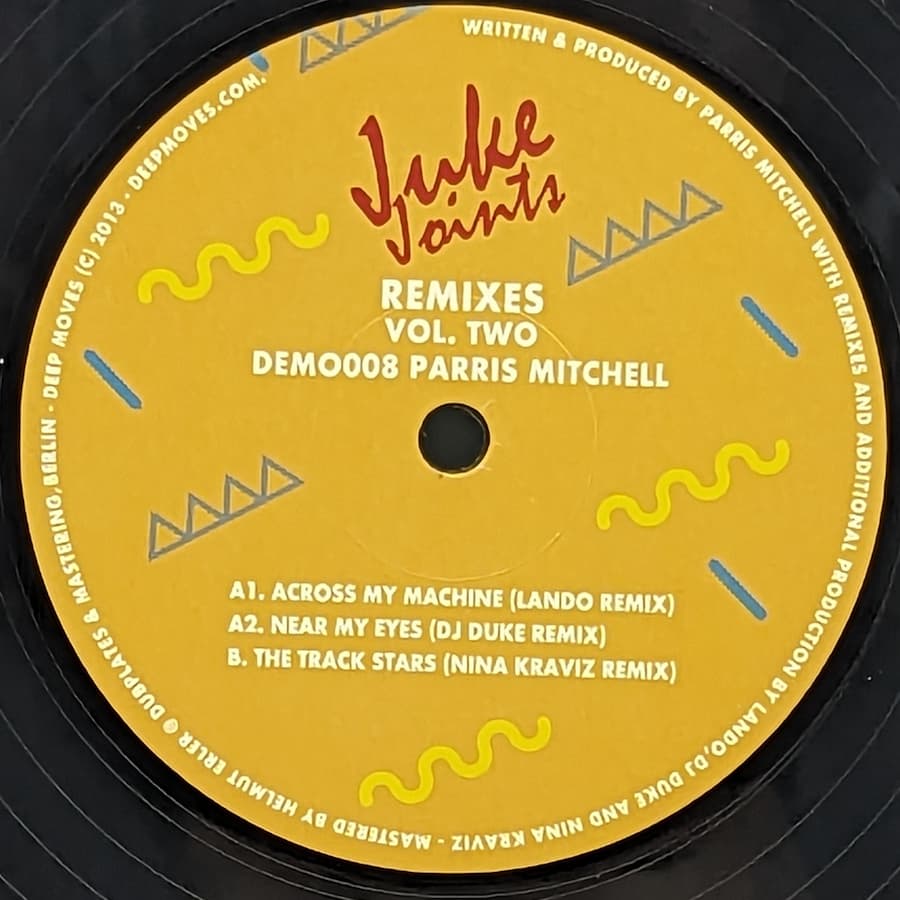 Juke
Joints
REMIXES
VOL. TWO
DEMO008 PARRIS MITCHELL
A1. ACROSS MY MACHINE (LANDO REMIX)
A2. NEAR MY EYES (DJ DUKE REMIX)
B. THE TRACK STARS (NINA KRAVIZ REMIX)
WRITTEN & PRODUCED BY PARRIS MITCHELL WITH REMIXES AND ADDITIONAL PRODUCTION BY LANDO, DJ DUKE AND NINA KRAVIZ - MASTERED BY HELMUT ERLER @ DUBPLATES & MASTERING, BERLIN - DEEP MOVES (C) 2013 - DEEPMOVES.COM.